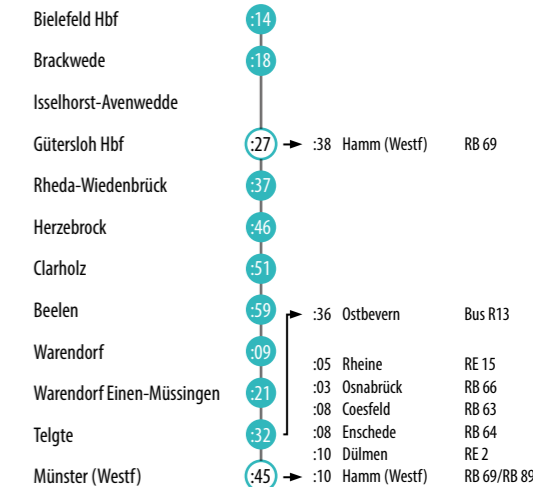 Bielefeld Hbf :14
Brackwede :18
Isselhorst-Avenwedde
Gütersloh Hbf :27 :38 Hamm (Westf) RB 69
Rheda-Wiedenbrück :37
Herzebrock :46
Clarholz :51
Beelen :59 :36 Ostbevern Bus R13
Warendorf :09 :05 Rheine RE 15
Warendorf Einen-Müssingen :21 :03 Osnabrück RB 66
:08 Coesfeld RB 63
Telgte :32 :08 Enschede RB 64
:10 Dülmen RE 2
Münster (Westf) :45 :10 Hamm (Westf) RB 69/RB 89